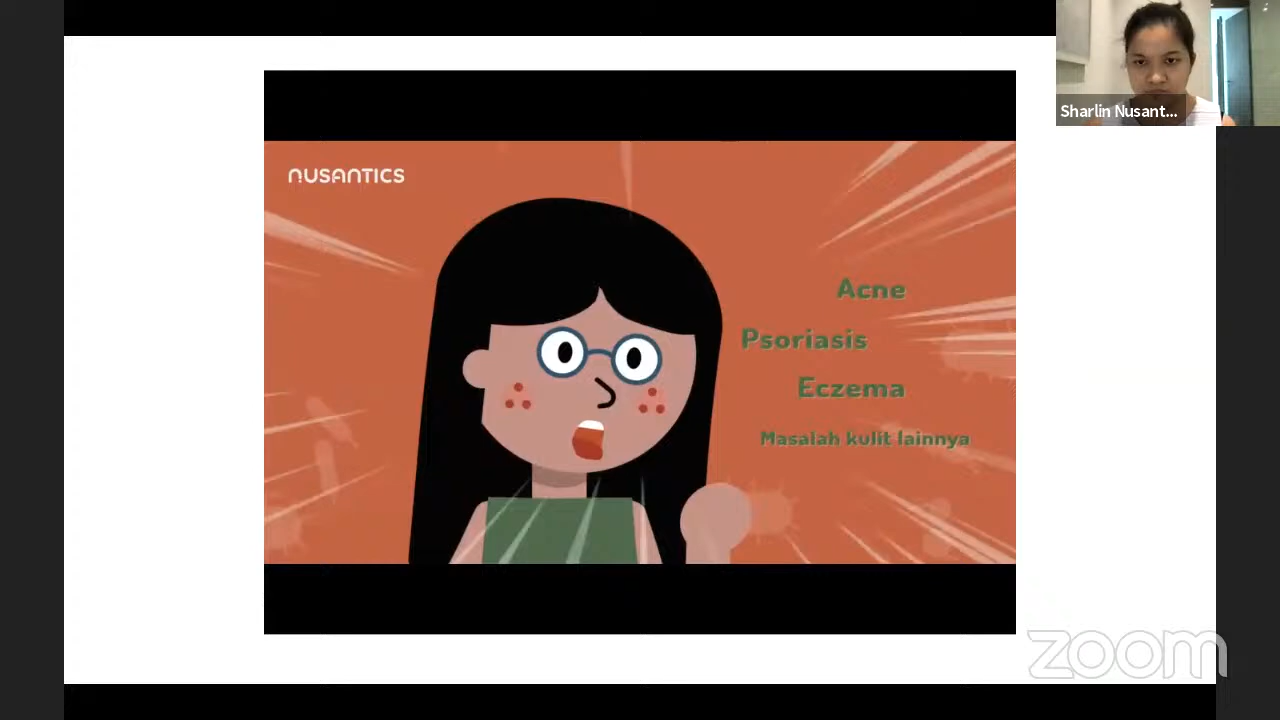 Sharlin Nusant...
NUSANTICS
Acne
Psoriasis
Eczema
Masalah kulit lainnya
zoom